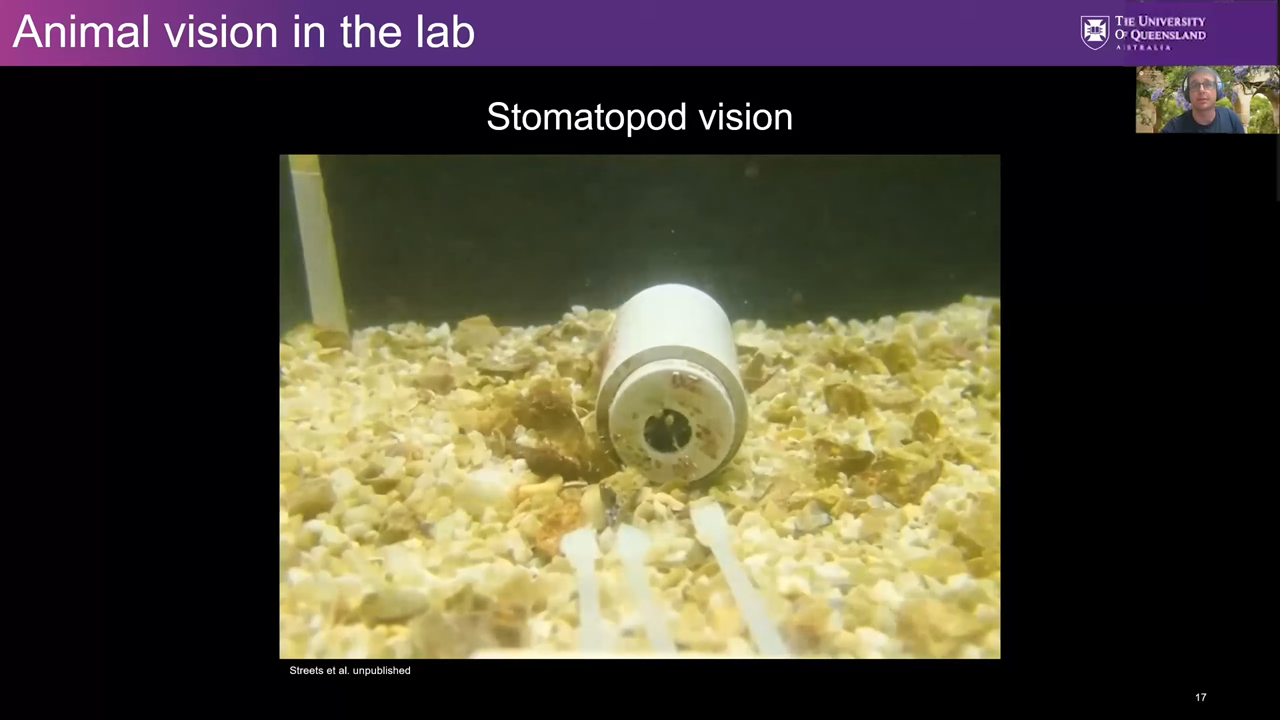 Animal vision in the lab
THE UNIVERSITY
OF QUEENSLAND
AUSTRALIA
Stomatopod vision
Streets et al. unpublished
17